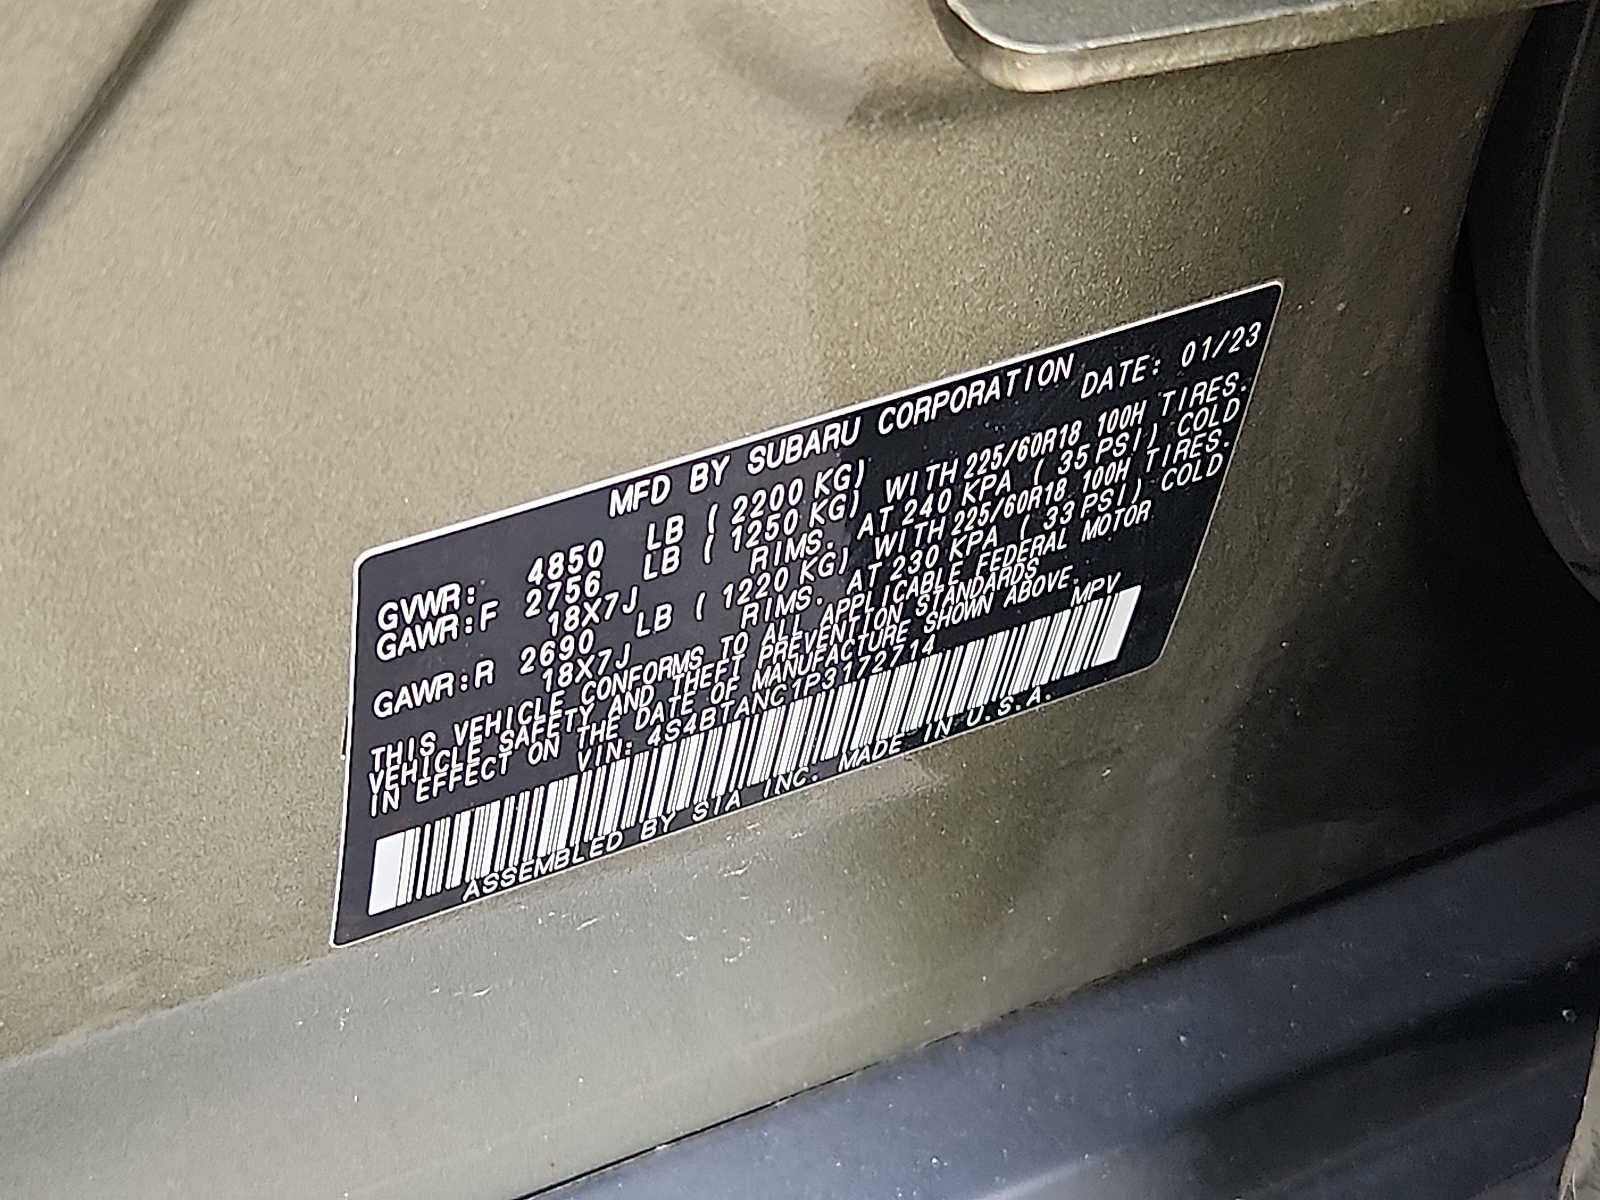 MFD BY SUBARU CORPORATION
DATE: 01/23
GVWR: 4850 LB ( 2200 KG)
GAWR:F 2756 LB ( 1250 KG) WITH 225/60R18 100H TIRES.
18X7J RIMS. AT 240 KPA ( 35 PSI) COLD
GAWR:R 2690 LB ( 1220 KG) WITH 225/60R18 100H TIRES.
18X7J RIMS. AT 230 KPA ( 33 PSI) COLD
THIS VEHICLE CONFORMS TO ALL APPLICABLE FEDERAL MOTOR
VEHICLE SAFETY AND THEFT PREVENTION STANDARDS
IN EFFECT ON THE DATE OF MANUFACTURE SHOWN ABOVE.
VIN: 4S4BTANC1P3172714 MPV
ASSEMBLED BY SIA INC. MADE IN U.S.A.